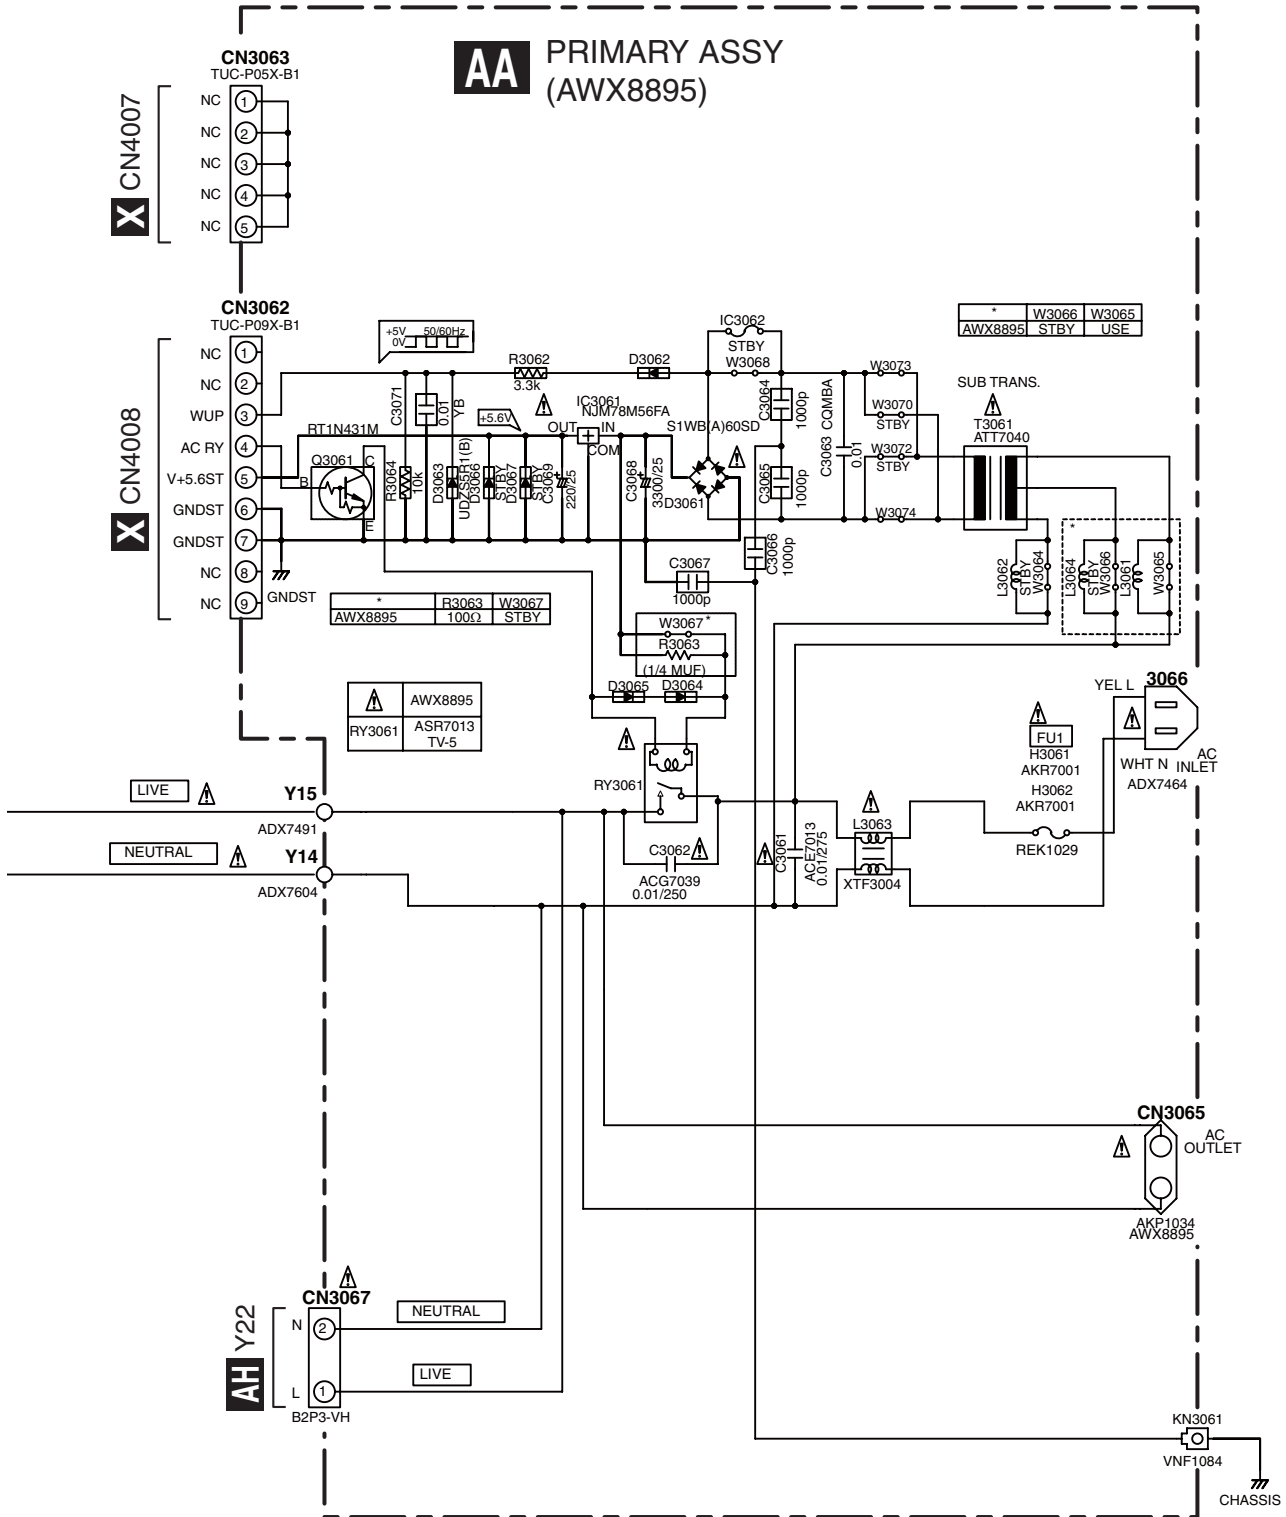 AA PRIMARY ASSY
(AWX8895)
CN3063
TUC-P05X-B1
X CN4007
NC 1
NC 2
NC 3
NC 4
NC 5
CN3062
TUC-P09X-B1
X CN4008
NC 1
NC 2
WUP 3
AC RY 4
V+5.6ST 5
GNDST 6
GNDST 7
NC 8
NC 9
GNDST
+5V 50/60Hz
0V
R3062
3.3k
D3062
IC3062
STBY
W3068
* W3066 W3065
AWX8895 STBY USE
C3071
0.01
YB
+5.6V
IC3061
NJM78M56FA
OUT IN
COM
S1WB(A)60SD
D3061
C3064
1000p
C3065
1000p
C3063
0.01
CQMBA
W3073
W3070
STBY
W3072
STBY
W3074
SUB TRANS.
T3061
ATT7040
RT1N431M
Q3061
B
C
E
R3064
10k
D3063
UDZS5R1(B)
D3066
STBY
D3067
STBY
C3069
220/25
C3068
3300/25
C3066
1000p
C3067
1000p
L3062
STBY
W3064
*
L3064
STBY
W3066
L3061
W3065
* R3063 W3067
AWX8895 100Ω STBY
W3067 *
R3063
(1/4 MUF)
D3065 D3064
AWX8895
RY3061 ASR7013
TV-5
RY3061
3066
YEL L
WHT N
AC
INLET
ADX7464
FU1
H3061
AKR7001
H3062
AKR7001
REK1029
LIVE
Y15
ADX7491
NEUTRAL
Y14
ADX7604
C3062
ACG7039
0.01/250
C3061
ACE7013
0.01/275
L3063
XTF3004
CN3065
AC
OUTLET
AKP1034
AWX8895
CN3067
AH Y22
N 2
L 1
NEUTRAL
LIVE
B2P3-VH
KN3061
VNF1084
CHASSIS